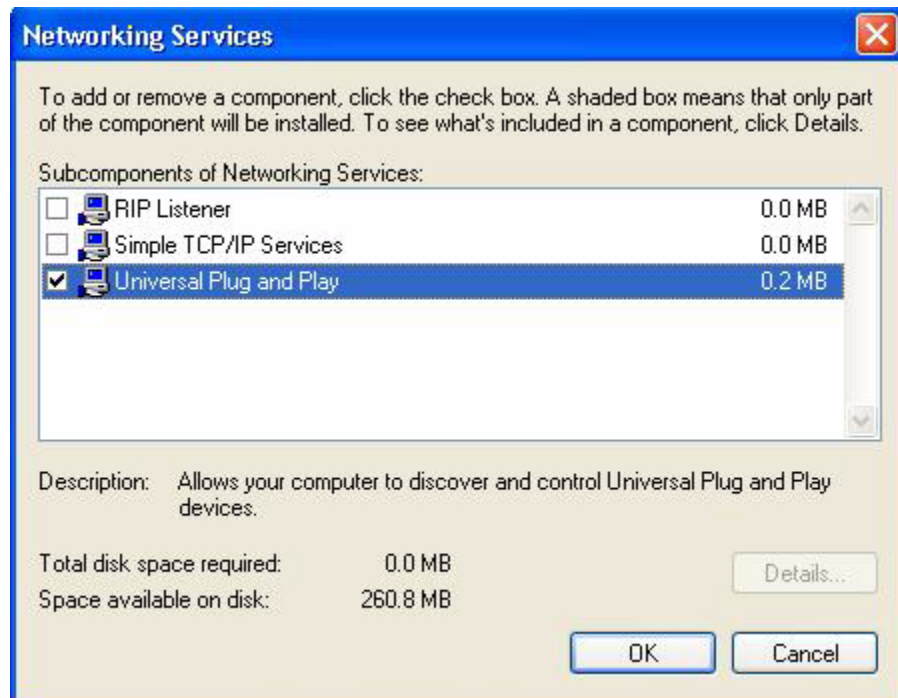 Networking Services
To add or remove a component, click the check box. A shaded box means that only part
of the component will be installed. To see what's included in a component, click Details.
Subcomponents of Networking Services:
RIP Listener 0.0 MB
Simple TCP/IP Services 0.0 MB
Universal Plug and Play 0.2 MB
Description: Allows your computer to discover and control Universal Plug and Play
devices.
Total disk space required: 0.0 MB
Details...
Space available on disk: 260.8 MB
OK Cancel